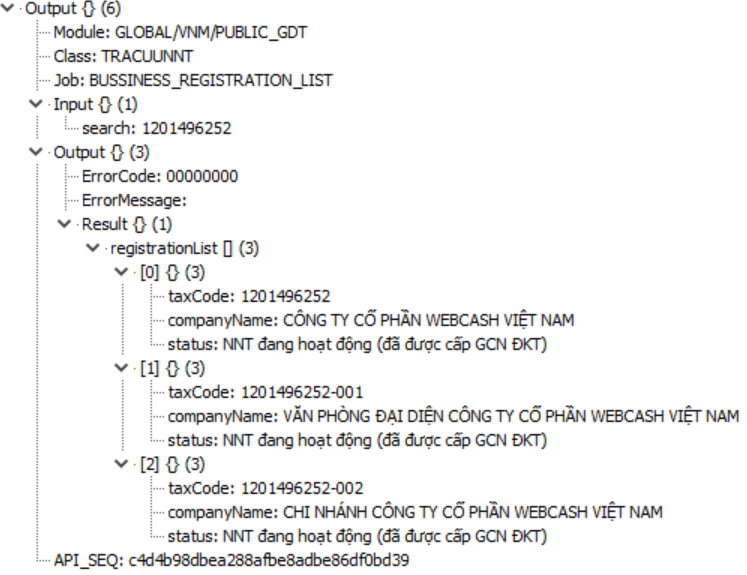 Output {} (6)
Module: GLOBAL/VNM/PUBLIC_GDT
Class: TRACUUNNT
Job: BUSSINESS_REGISTRATION_LIST
Input {} (1)
search: 1201496252
Output {} (3)
ErrorCode: 00000000
ErrorMessage:
Result {} (1)
registrationList [] (3)
[0] {} (3)
taxCode: 1201496252
companyName: CÔNG TY CỔ PHẦN WEBCASH VIỆT NAM
status: NNT đang hoạt động (đã được cấp GCN ĐKT)
[1] {} (3)
taxCode: 1201496252-001
companyName: VĂN PHÒNG ĐẠI DIỆN CÔNG TY CỔ PHẦN WEBCASH VIỆT NAM
status: NNT đang hoạt động (đã được cấp GCN ĐKT)
[2] {} (3)
taxCode: 1201496252-002
companyName: CHI NHÁNH CÔNG TY CỔ PHẦN WEBCASH VIỆT NAM
status: NNT đang hoạt động (đã được cấp GCN ĐKT)
API_SEQ: c4d4b98dbea288afbe8adbe86df0bd39